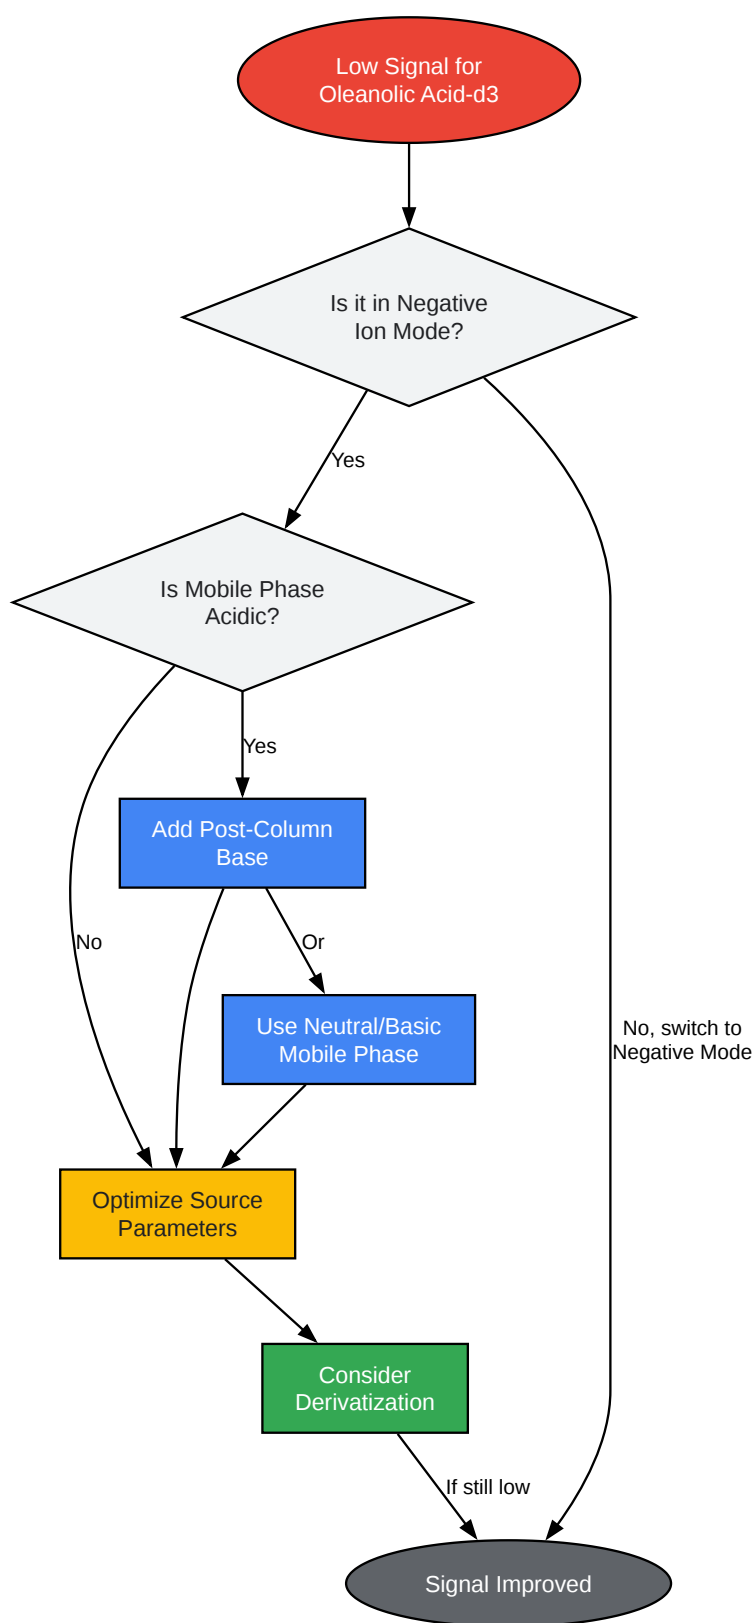 Low Signal for
Oleanolic Acid-d3
Is it in Negative
Ion Mode?
Yes
Is Mobile Phase
Acidic?
Yes
Add Post-Column
Base
No
Or
Use Neutral/Basic
Mobile Phase
No, switch to
Negative Mode
Optimize Source
Parameters
Consider
Derivatization
If still low
Signal Improved